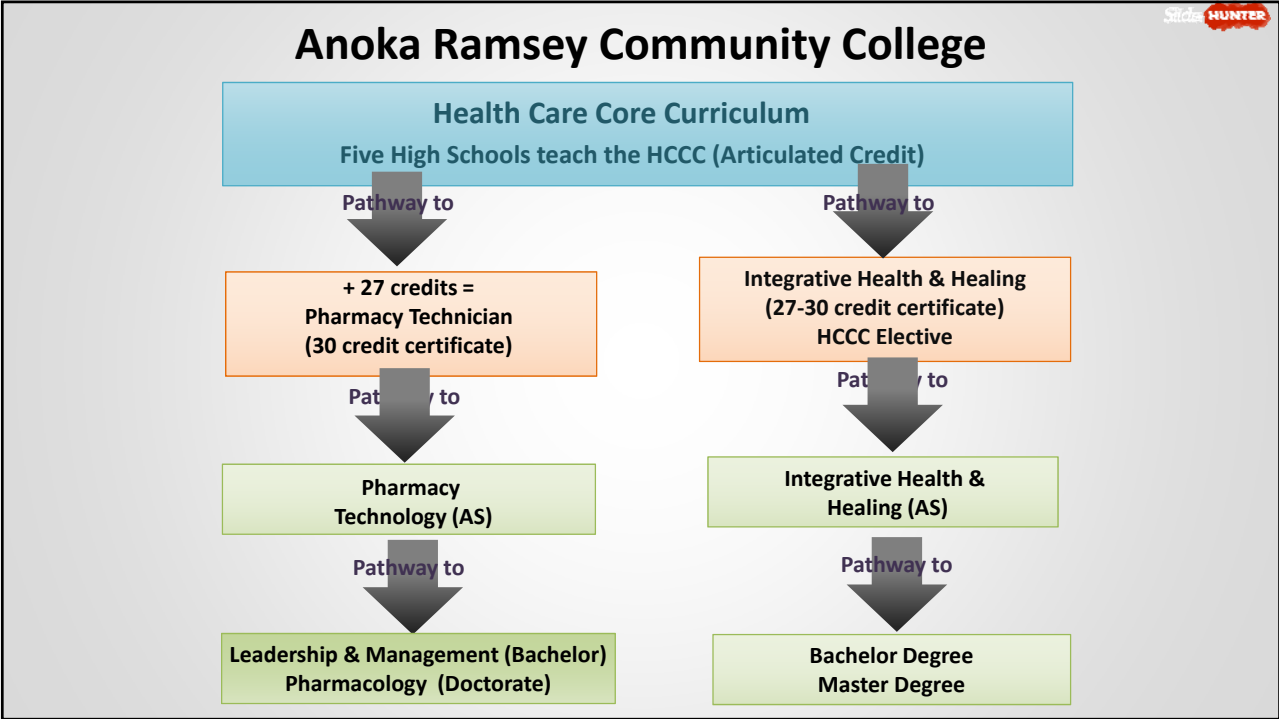 Slide HUNTER
Anoka Ramsey Community College
Health Care Core Curriculum
Five High Schools teach the HCCC (Articulated Credit)
Pathway to
+ 27 credits =
Pharmacy Technician
(30 credit certificate)
Pathway to
Pharmacy
Technology (AS)
Pathway to
Leadership & Management (Bachelor)
Pharmacology (Doctorate)
Pathway to
Integrative Health & Healing
(27-30 credit certificate)
HCCC Elective
Pathway to
Integrative Health &
Healing (AS)
Pathway to
Bachelor Degree
Master Degree